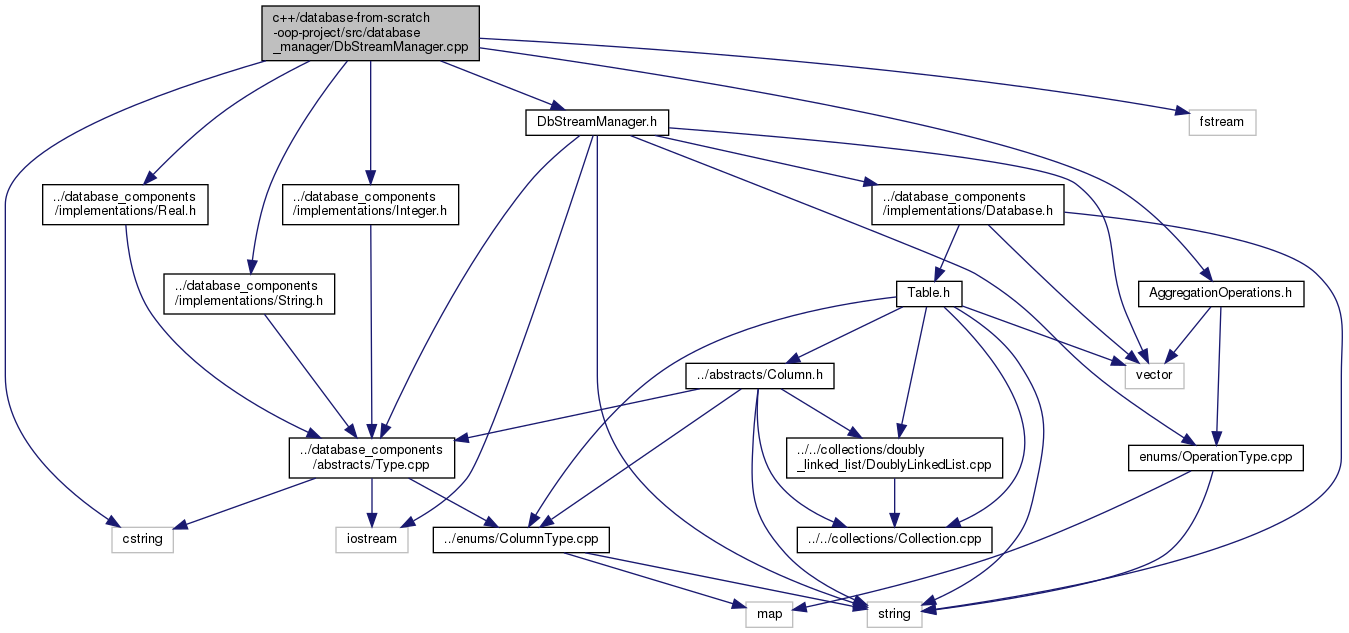 c++/database-from-scratch
-oop-project/src/database
_manager/DbStreamManager.cpp
DbStreamManager.h
fstream
../database_components
/implementations/Real.h
../database_components
/implementations/Integer.h
../database_components
/implementations/Database.h
../database_components
/implementations/String.h
Table.h
AggregationOperations.h
../abstracts/Column.h
vector
../database_components
/abstracts/Type.cpp
../../collections/doubly
_linked_list/DoublyLinkedList.cpp
enums/OperationType.cpp
cstring
iostream
../enums/ColumnType.cpp
../../collections/Collection.cpp
map
string